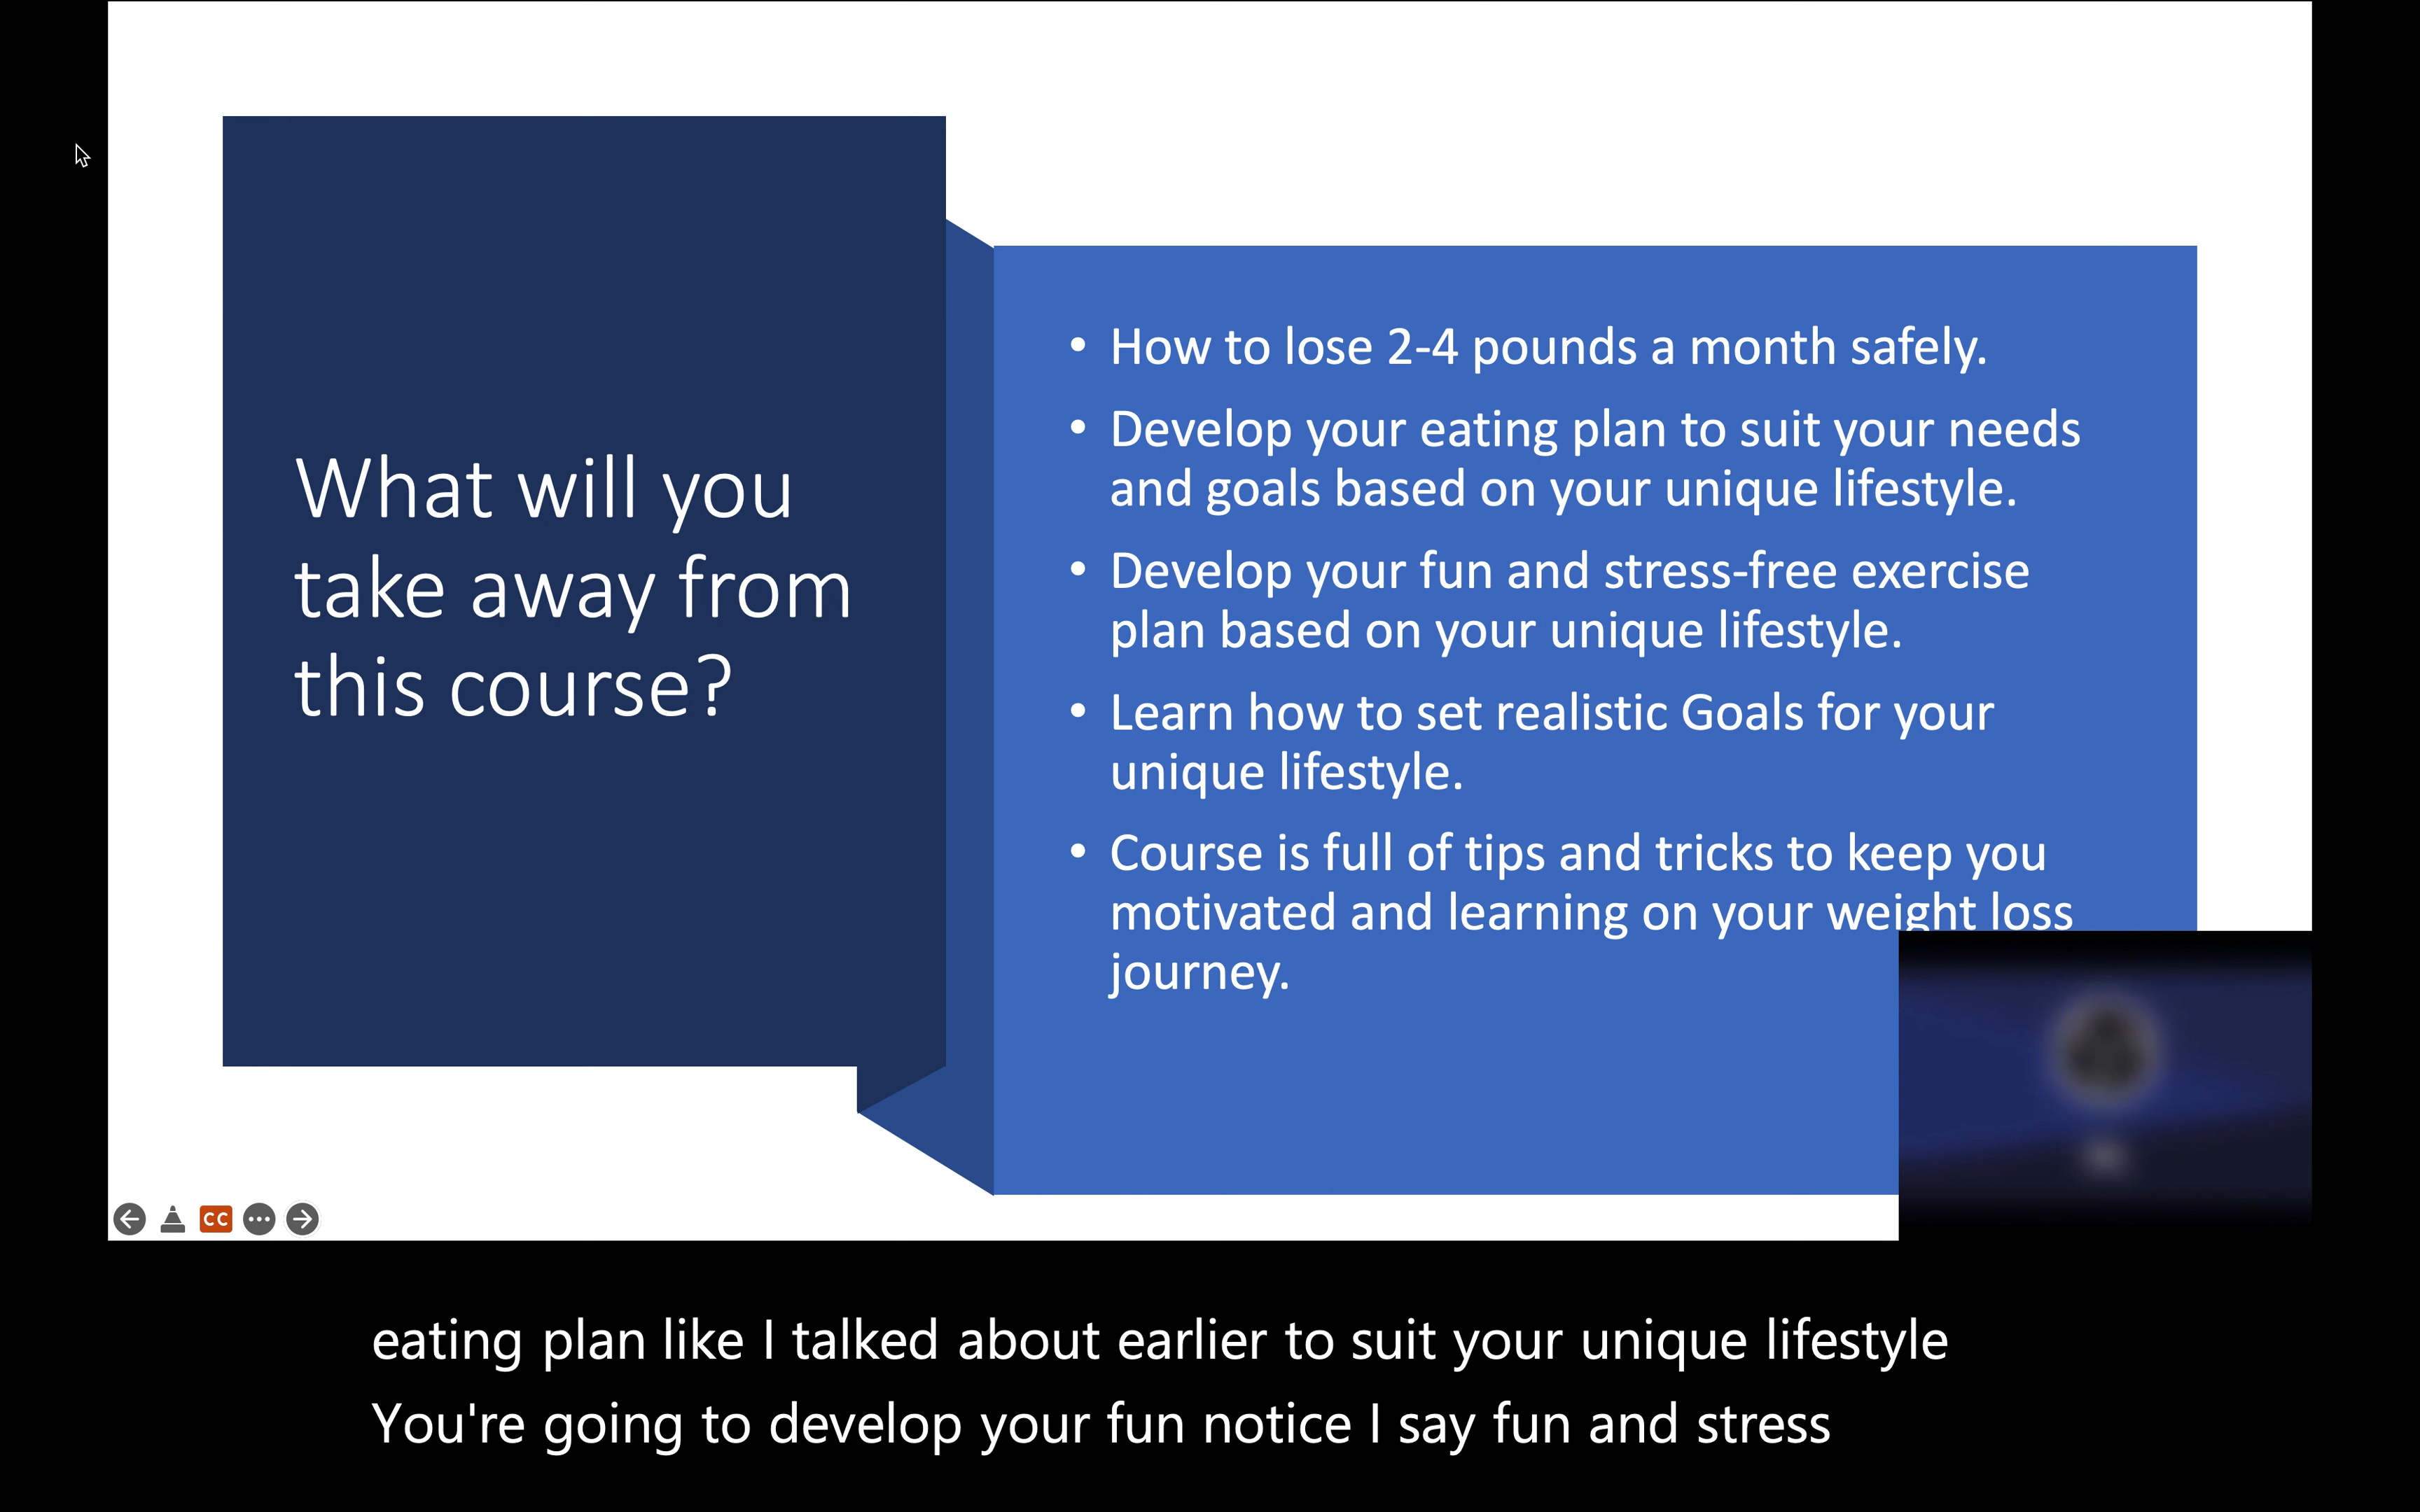 What will you
take away from
this course?
• How to lose 2-4 pounds a month safely.
• Develop your eating plan to suit your needs
and goals based on your unique lifestyle.
• Develop your fun and stress-free exercise
plan based on your unique lifestyle.
• Learn how to set realistic Goals for your
unique lifestyle.
• Course is full of tips and tricks to keep you
motivated and learning on your weight loss
journey.
CC
eating plan like I talked about earlier to suit your unique lifestyle
You're going to develop your fun notice I say fun and stress